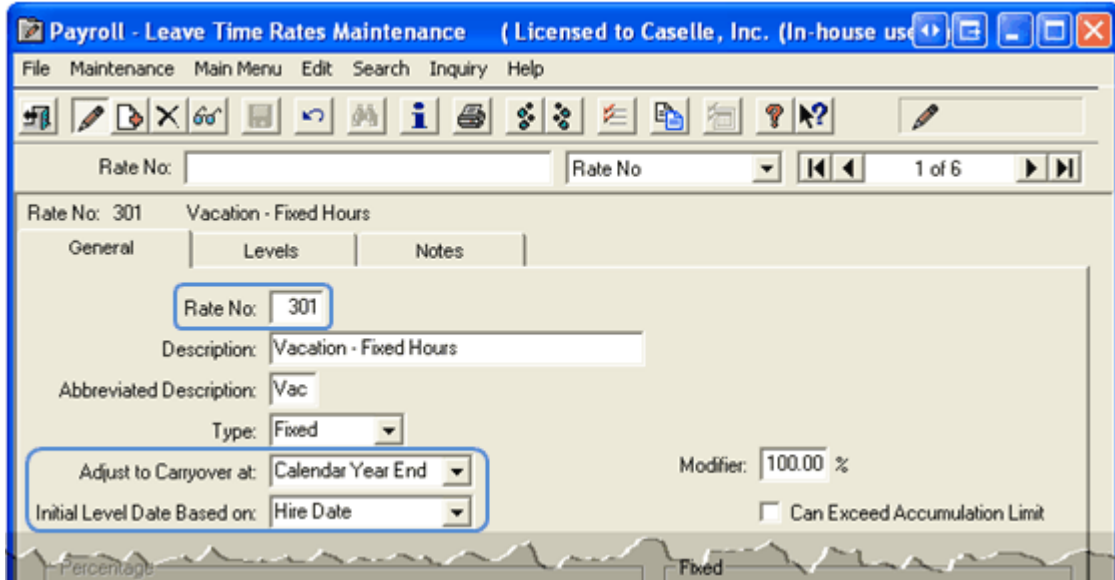 Payroll - Leave Time Rates Maintenance ( Licensed to Caselle, Inc. (In-house use
File Maintenance Main Menu Edit Search Inquiry Help
Rate No: Rate No 1 of 6
Rate No: 301 Vacation - Fixed Hours
General Levels Notes
Rate No: 301
Description: Vacation - Fixed Hours
Abbreviated Description: Vac
Type: Fixed
Adjust to Carryover at: Calendar Year End Modifier: 100.00 %
Initial Level Date Based on: Hire Date Can Exceed Accumulation Limit
Percentage Fixed